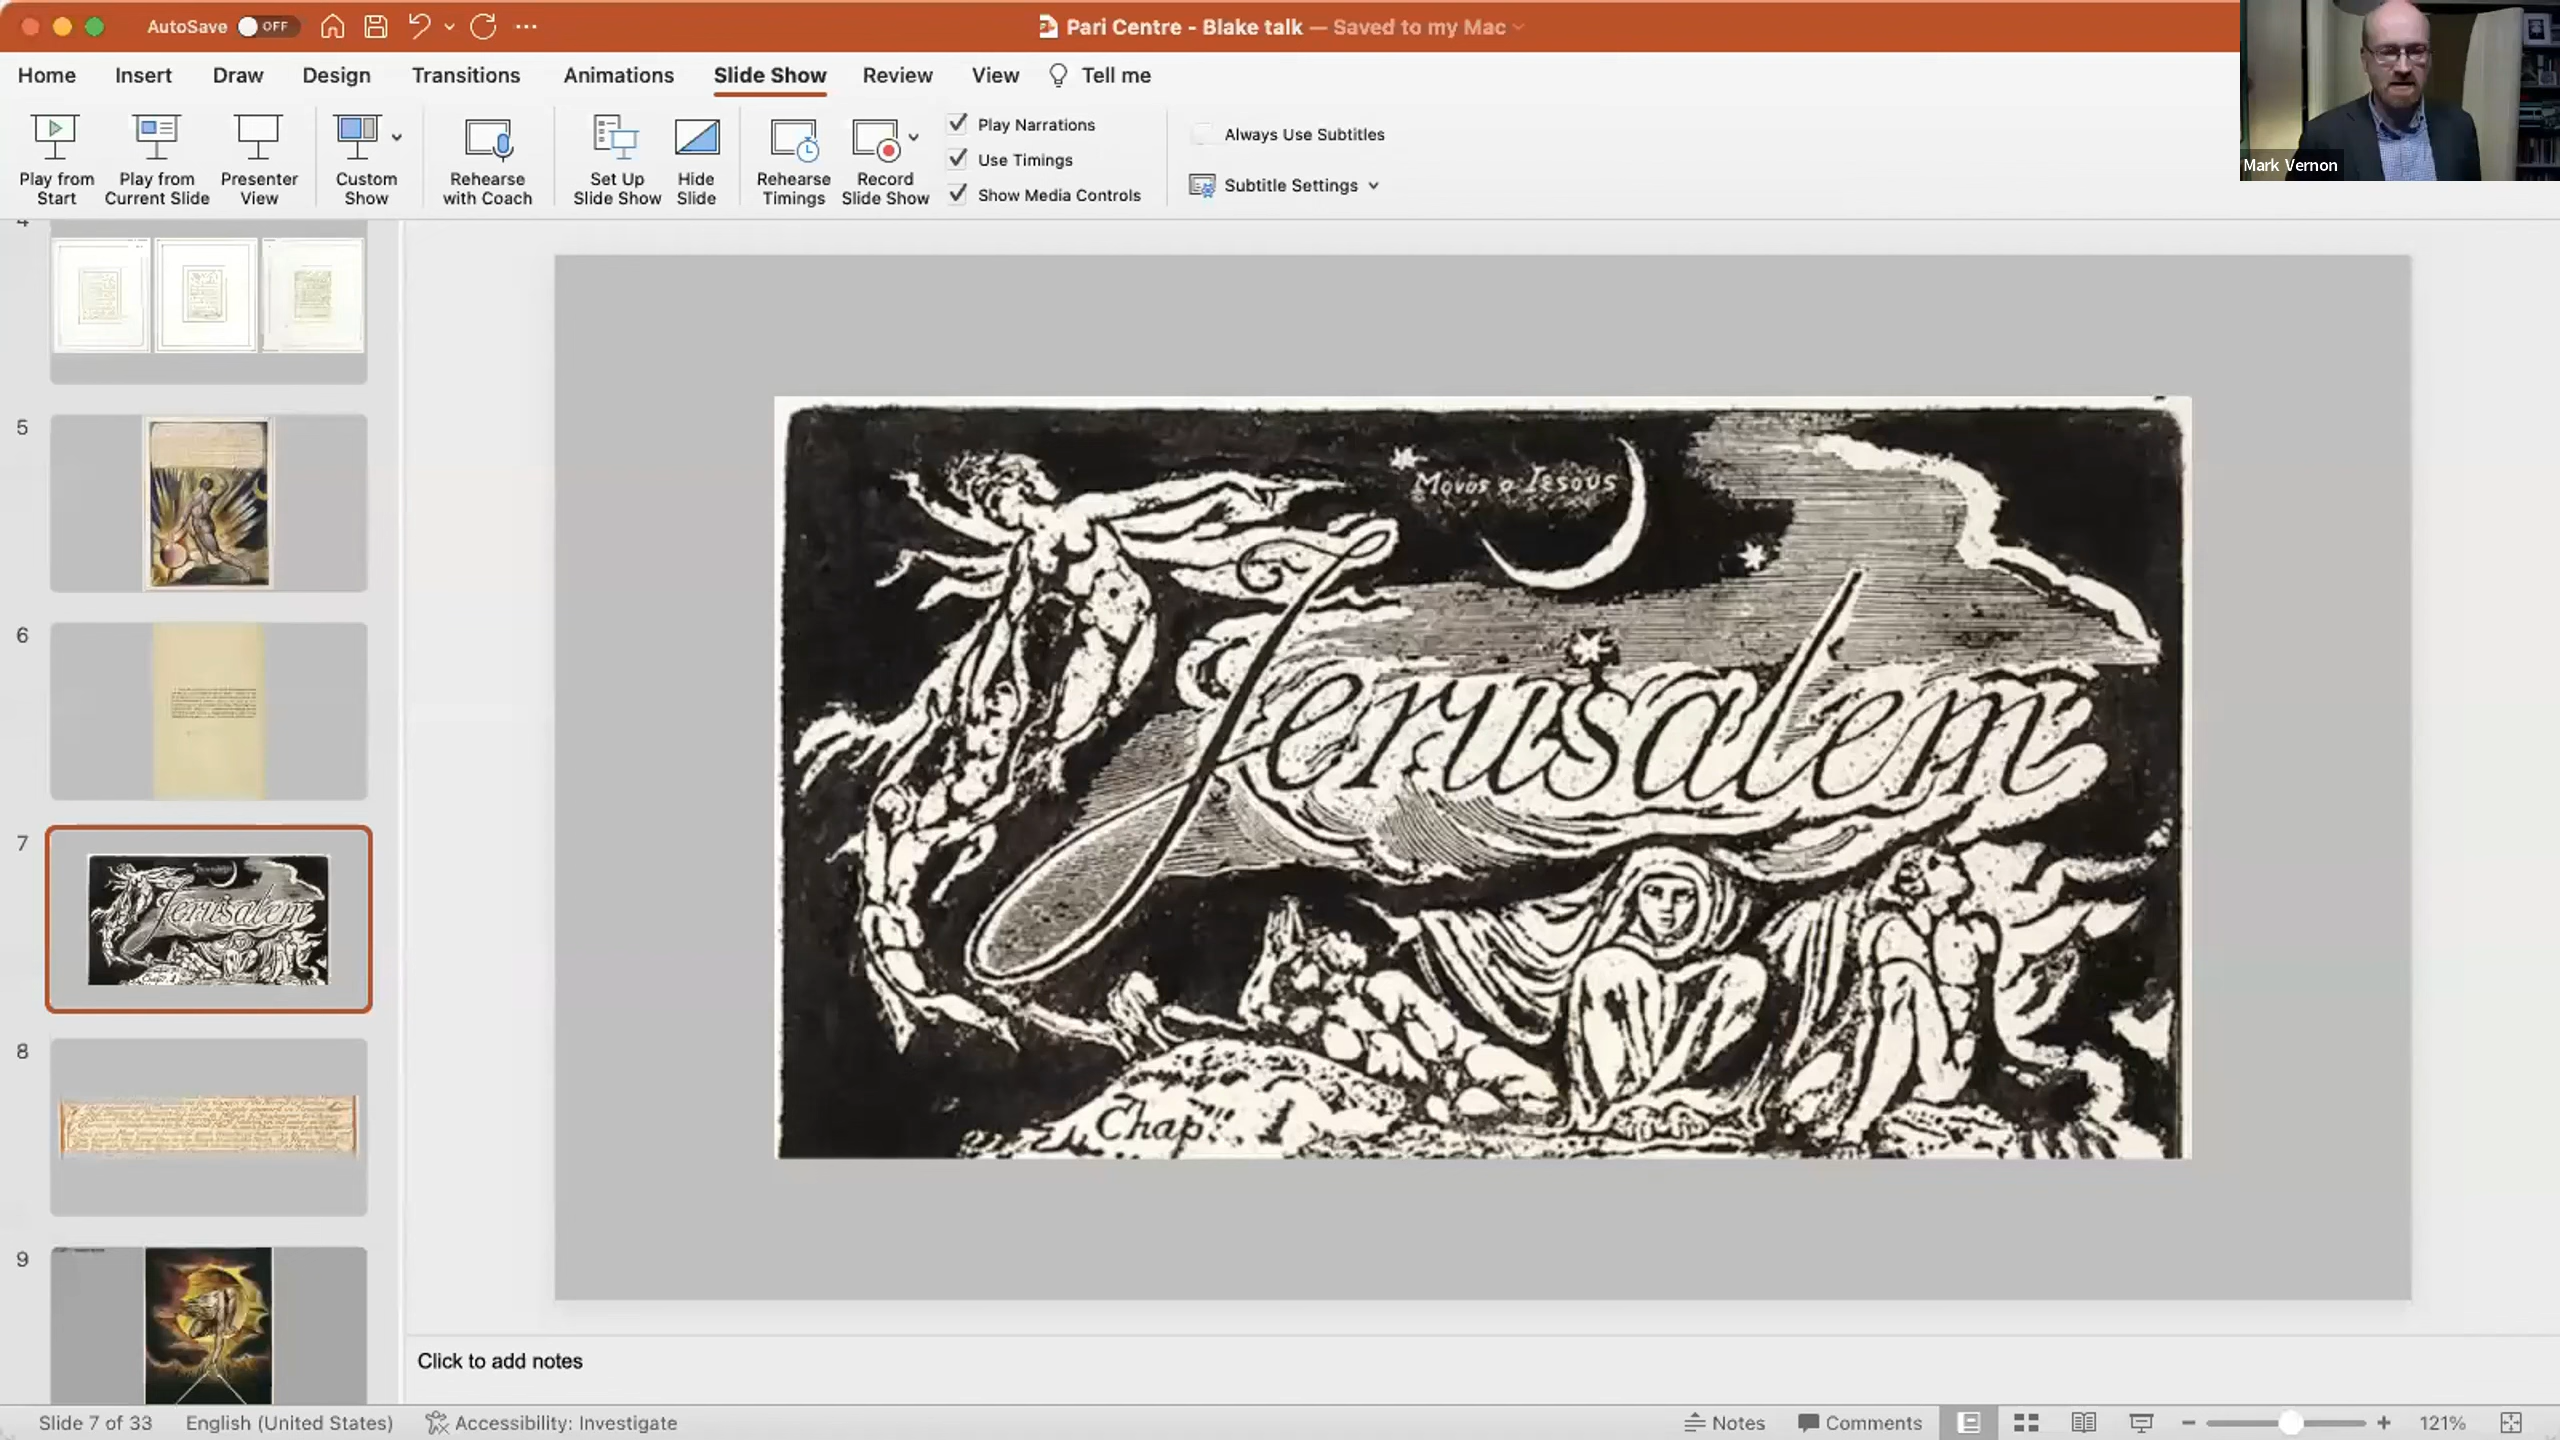 AutoSave OFF
Pari Centre - Blake talk — Saved to my Mac
Home Insert Draw Design Transitions Animations Slide Show Review View Tell me
Play from Start
Play from Current Slide
Presenter View
Custom Show
Rehearse with Coach
Set Up Slide Show
Hide Slide
Rehearse Timings
Record Slide Show
Play Narrations
Use Timings
Show Media Controls
Always Use Subtitles
Subtitle Settings
Mark Vernon
4
5
6
7
Jerusalem
8
9
Movos o Iesous
Jerusalem
Chap: 1
Click to add notes
Slide 7 of 33 English (United States) Accessibility: Investigate Notes Comments 121%